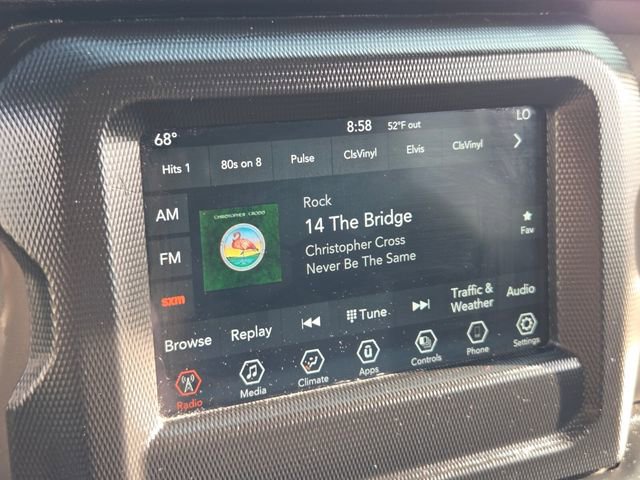 68° 8:58 52°F out LO
Hits 1 80s on 8 Pulse ClsVinyl Elvis ClsVinyl
AM
FM
sxm
CHRISTOPHER CROSS
Rock
14 The Bridge
Christopher Cross
Never Be The Same
Fav
Browse Replay Tune Traffic & Weather Audio
Radio Media Climate Apps Controls Phone Settings